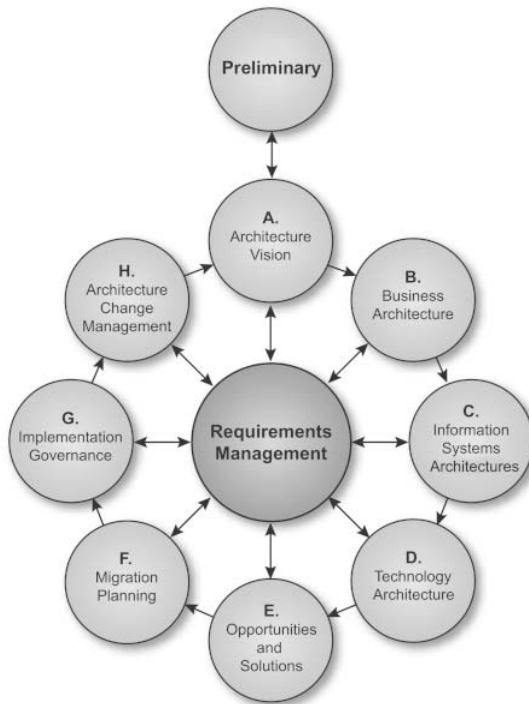 Preliminary
A.
Architecture
Vision
B.
Business
Architecture
C.
Information
Systems
Architectures
D.
Technology
Architecture
E.
Opportunities
and
Solutions
F.
Migration
Planning
G.
Implementation
Governance
H.
Architecture
Change
Management
Requirements
Management